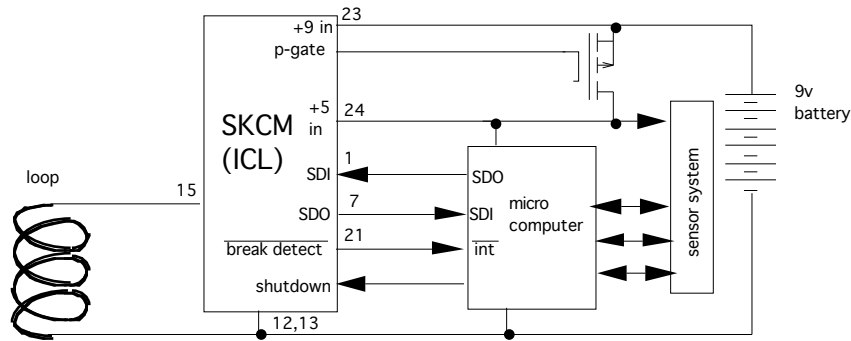 23
+9 in
p-gate
+5
in
24
SKCM
(ICL)
SDI
1
SDO
7
21
break detect
shutdown
12,13
15
loop
SDO
SDI
int
micro
computer
sensor system
9v
battery